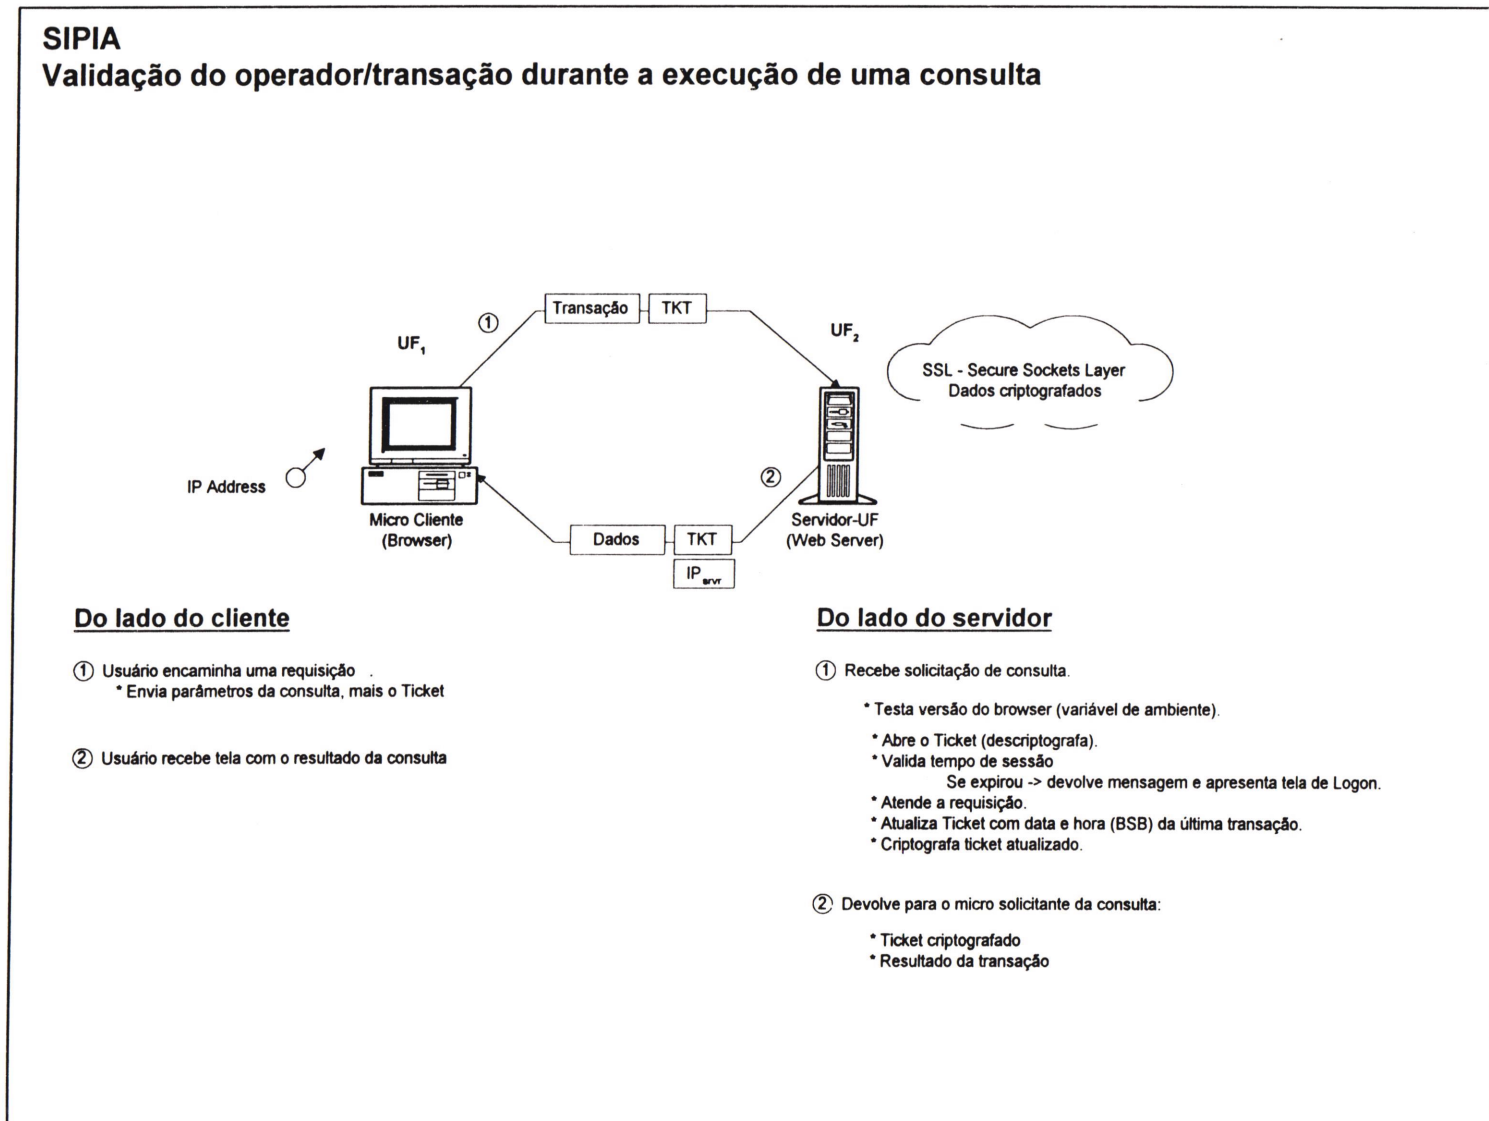 SIPIA
Validação do operador/transação durante a execução de uma consulta
Transação TKT
1
UF1
UF2
SSL - Secure Sockets Layer
Dados criptografados
IP Address
2
Micro Cliente
(Browser)
Servidor-UF
(Web Server)
Dados TKT
IP srvr
Do lado do cliente
1 Usuário encaminha uma requisição .
* Envia parâmetros da consulta, mais o Ticket
2 Usuário recebe tela com o resultado da consulta
Do lado do servidor
1 Recebe solicitação de consulta.
* Testa versão do browser (variável de ambiente).
* Abre o Ticket (descriptografa).
* Valida tempo de sessão
Se expirou -> devolve mensagem e apresenta tela de Logon.
* Atende a requisição.
* Atualiza Ticket com data e hora (BSB) da última transação.
* Criptografa ticket atualizado.
2 Devolve para o micro solicitante da consulta:
* Ticket criptografado
* Resultado da transação